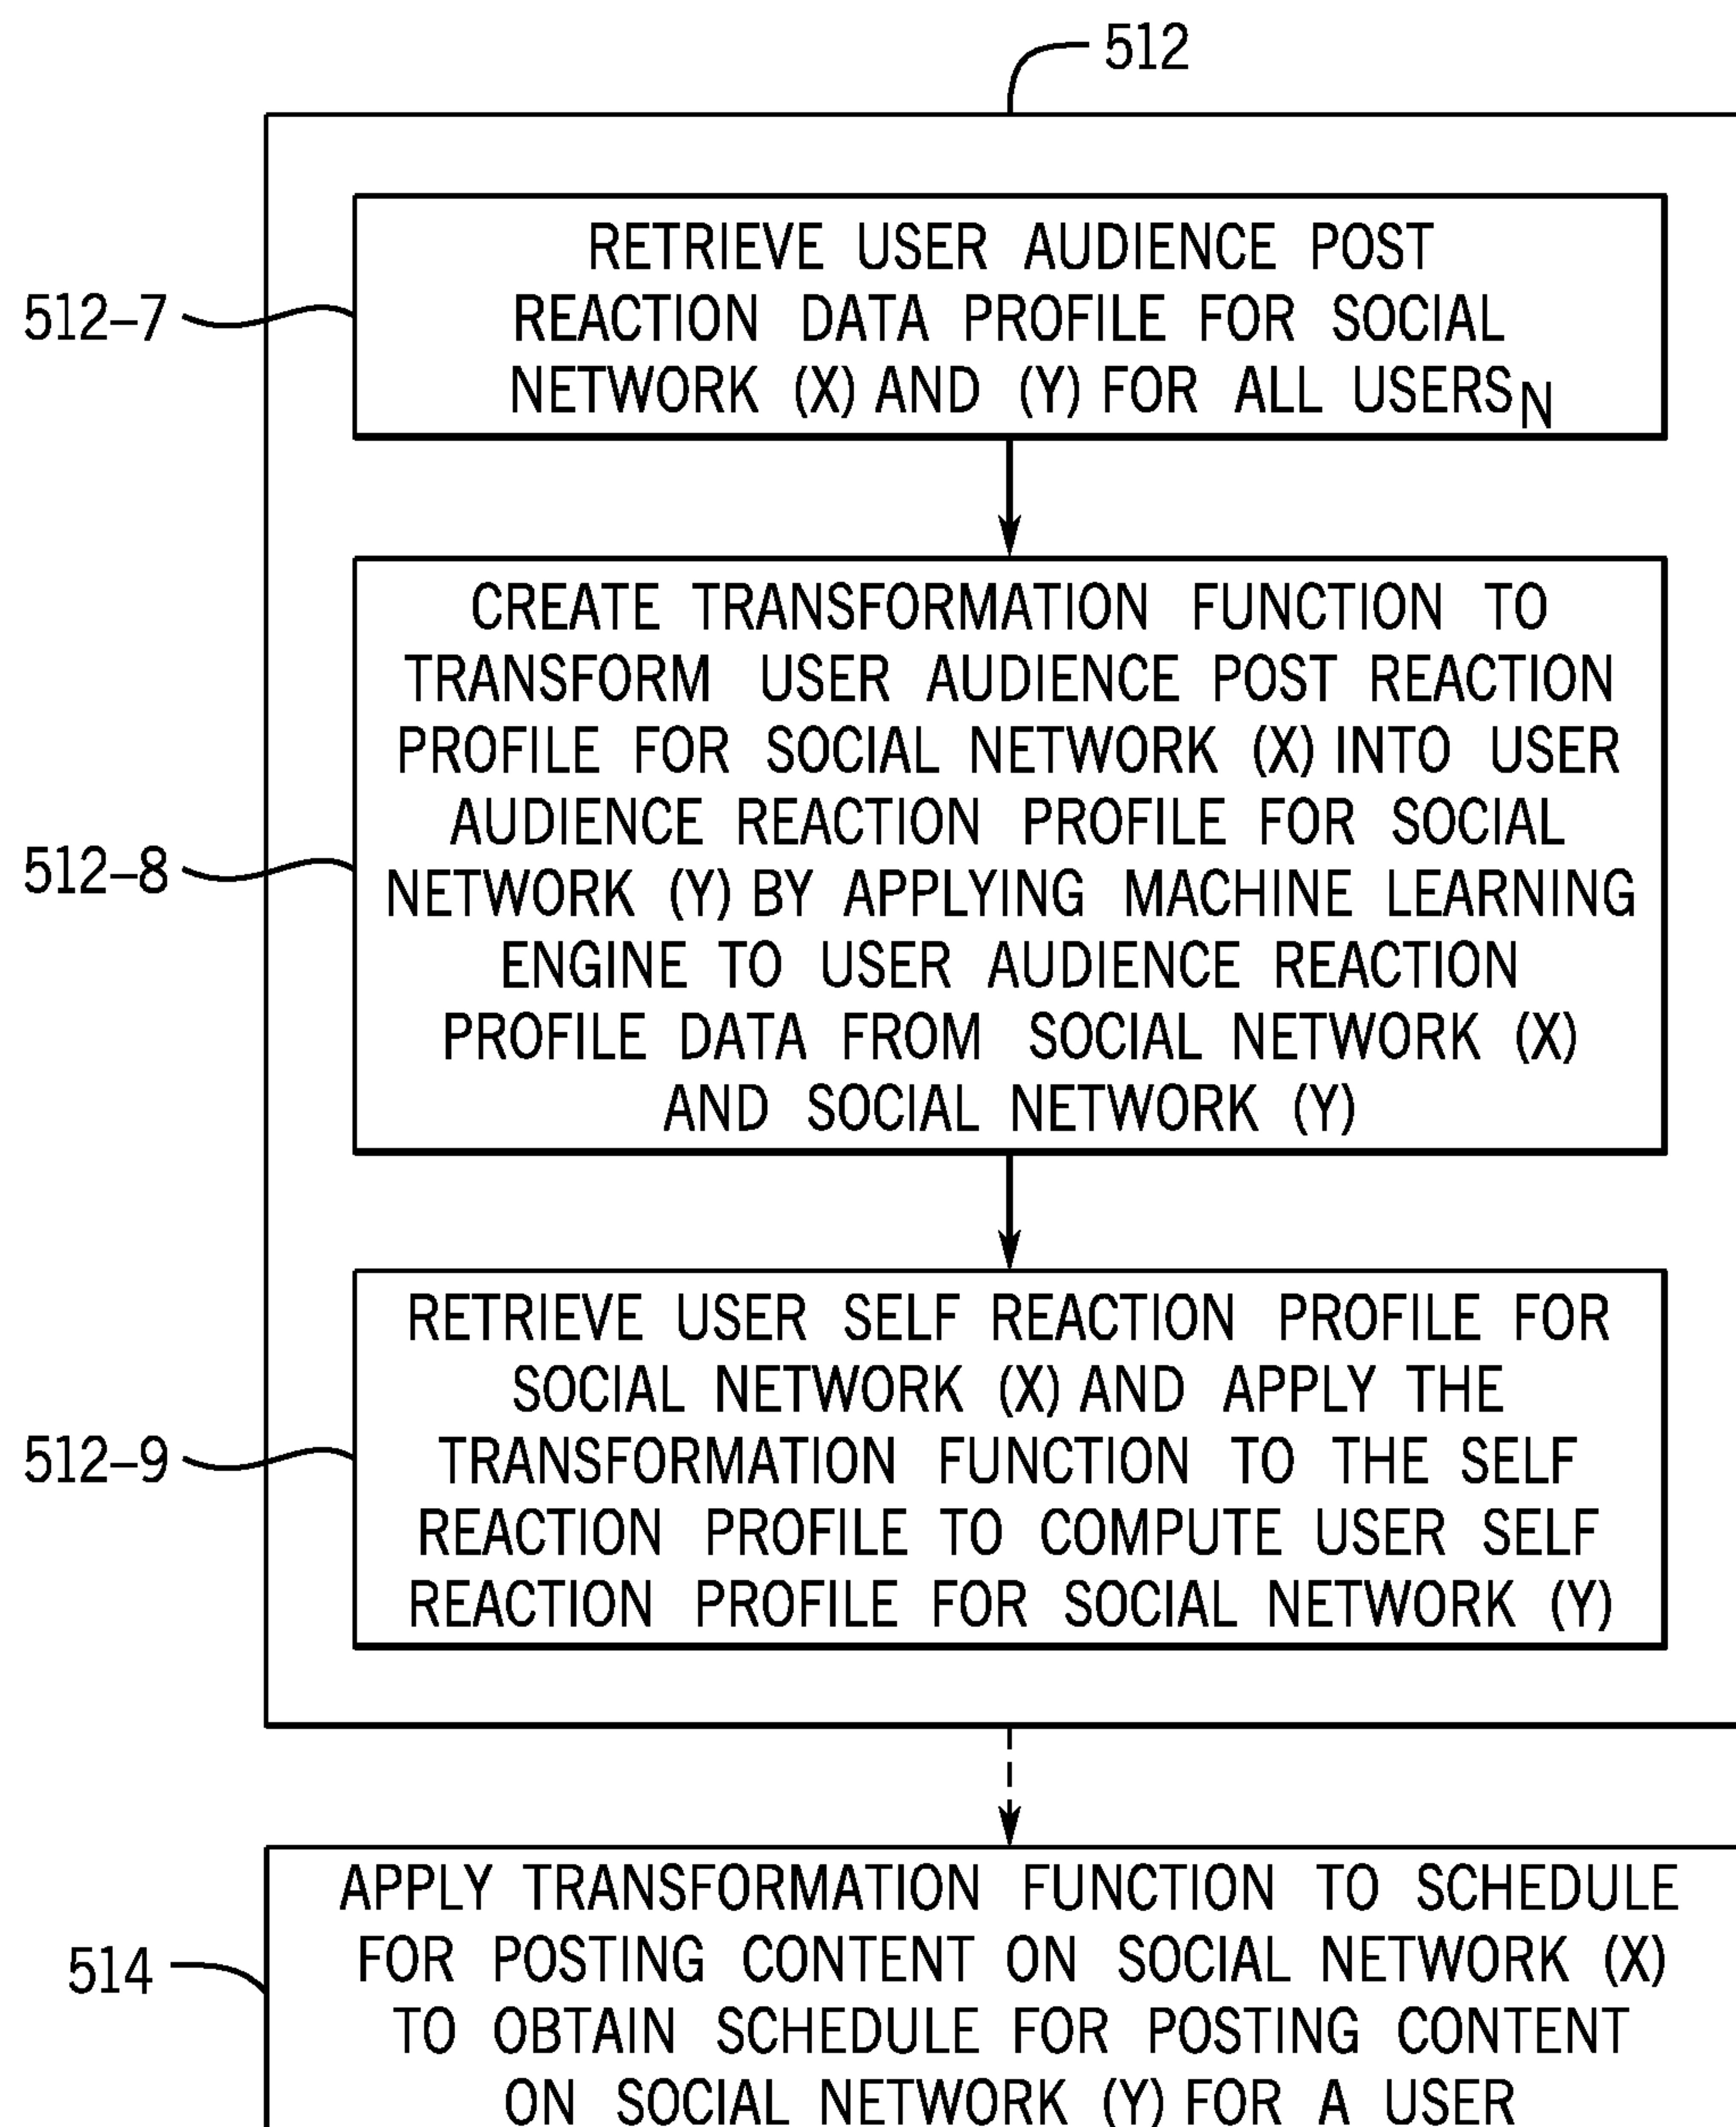 512
512-7
RETRIEVE USER AUDIENCE POST
REACTION DATA PROFILE FOR SOCIAL
NETWORK (X) AND (Y) FOR ALL USERSN
512-8
CREATE TRANSFORMATION FUNCTION TO
TRANSFORM USER AUDIENCE POST REACTION
PROFILE FOR SOCIAL NETWORK (X) INTO USER
AUDIENCE REACTION PROFILE FOR SOCIAL
NETWORK (Y) BY APPLYING MACHINE LEARNING
ENGINE TO USER AUDIENCE REACTION
PROFILE DATA FROM SOCIAL NETWORK (X)
AND SOCIAL NETWORK (Y)
512-9
RETRIEVE USER SELF REACTION PROFILE FOR
SOCIAL NETWORK (X) AND APPLY THE
TRANSFORMATION FUNCTION TO THE SELF
REACTION PROFILE TO COMPUTE USER SELF
REACTION PROFILE FOR SOCIAL NETWORK (Y)
514
APPLY TRANSFORMATION FUNCTION TO SCHEDULE
FOR POSTING CONTENT ON SOCIAL NETWORK (X)
TO OBTAIN SCHEDULE FOR POSTING CONTENT
ON SOCIAL NETWORK (Y) FOR A USER